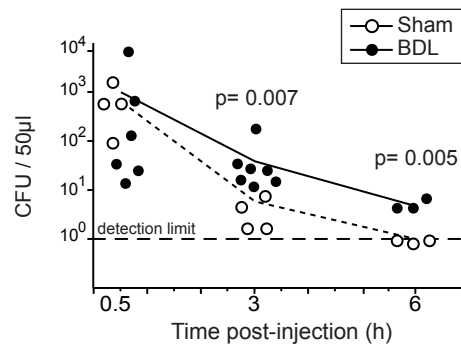 Sham
BDL
10⁴
10³
10²
10¹
10⁰
CFU / 50µl
p= 0.007
p= 0.005
detection limit
0.5
3
6
Time post-injection (h)